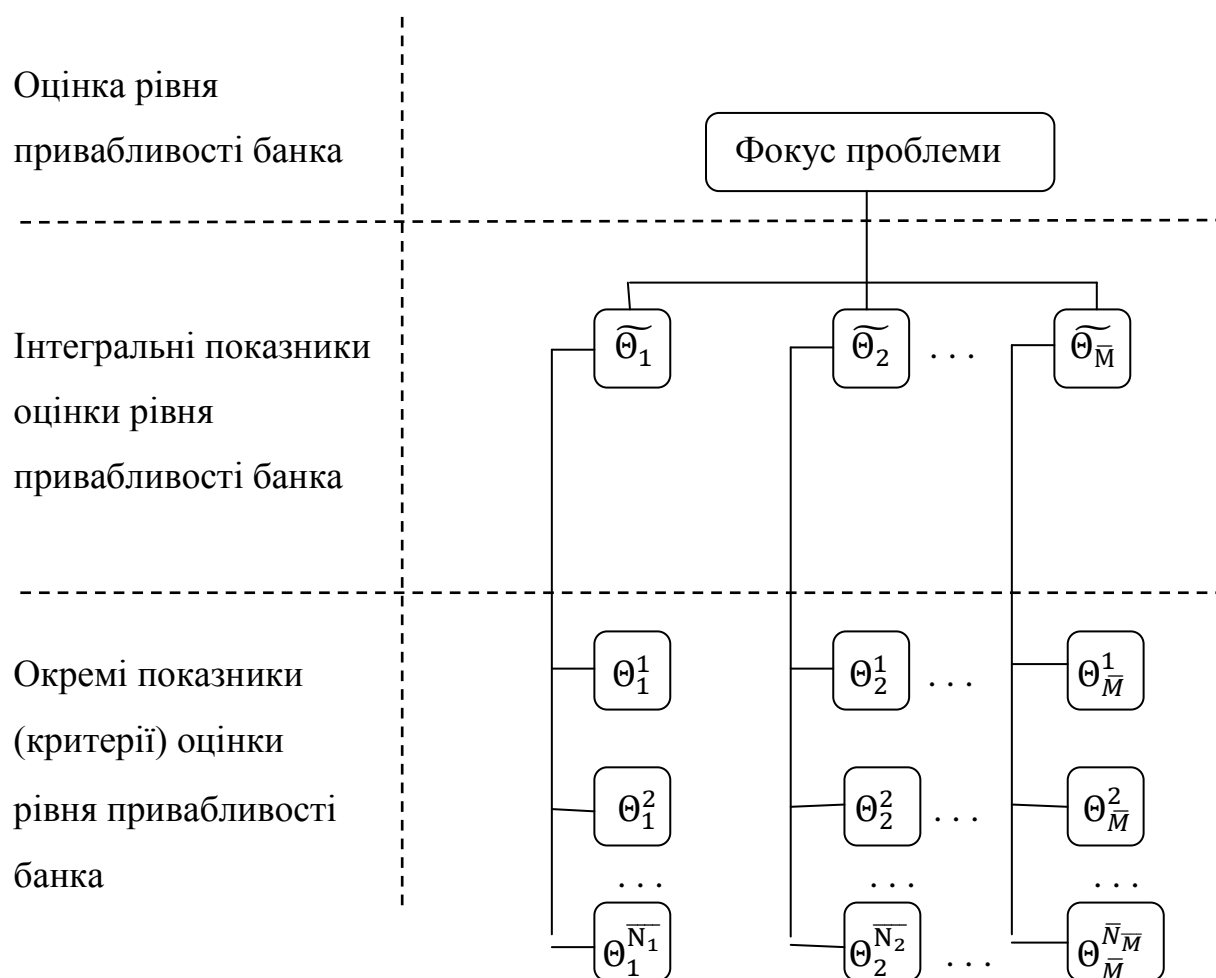 Оцінка рівня
привабливості банка
Фокус проблеми
Інтегральні показники
оцінки рівня
привабливості банка
Θ̃₁ Θ̃₂ . . . Θ̃_M̅
Окремі показники
(критерії) оцінки
рівня привабливості
банка
Θ₁¹ Θ₂¹ . . . Θ_M̅¹
Θ₁² Θ₂² . . . Θ_M̅²
. . . . . . . . .
Θ₁^N̅₁ Θ₂^N̅₂ . . . Θ_M̅^N̅_M̅